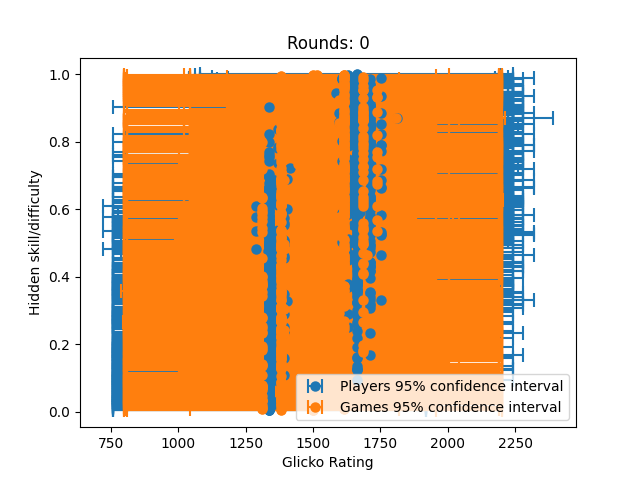 Rounds: 0
1.0
0.8
0.6
0.4
0.2
0.0
Hidden skill/difficulty
Players 95% confidence interval
Games 95% confidence interval
750 1000 1250 1500 1750 2000 2250
Glicko Rating